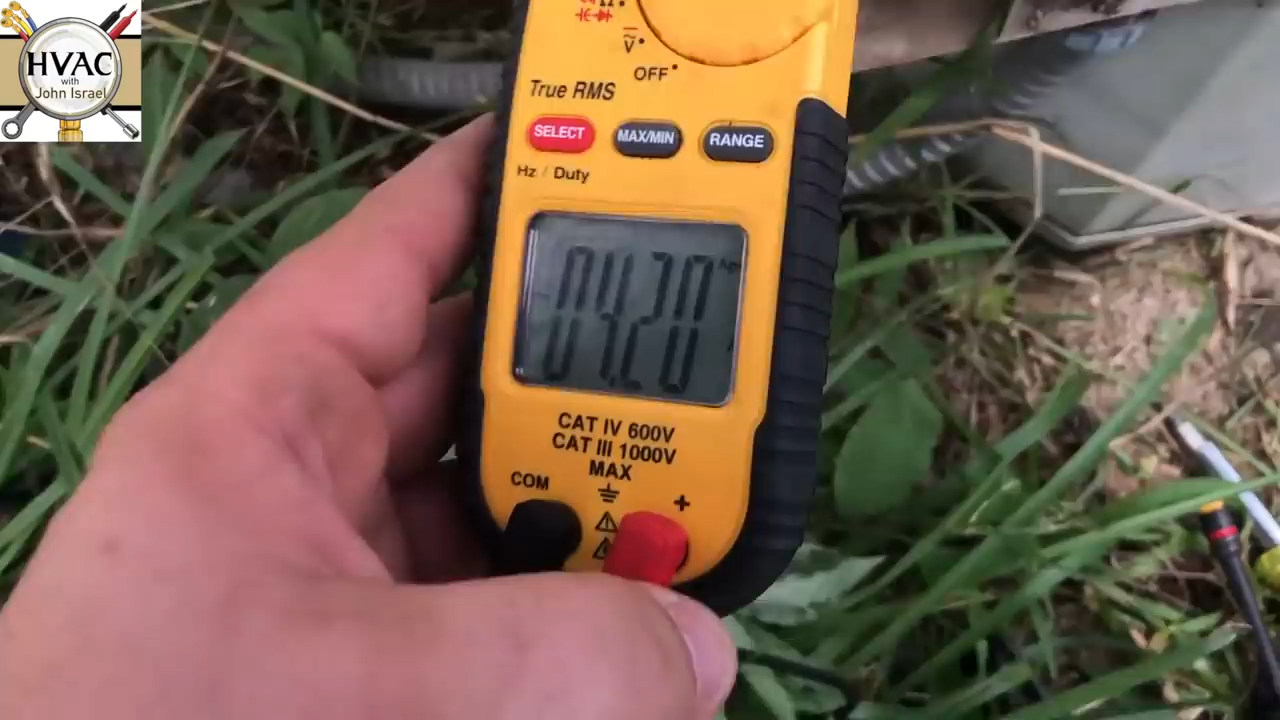 HVAC
with
John Israel
Ω
V
OFF
True RMS
SELECT
MAX/MIN
RANGE
Hz / Duty
04.20
CAT IV 600V
CAT III 1000V
MAX
COM
+